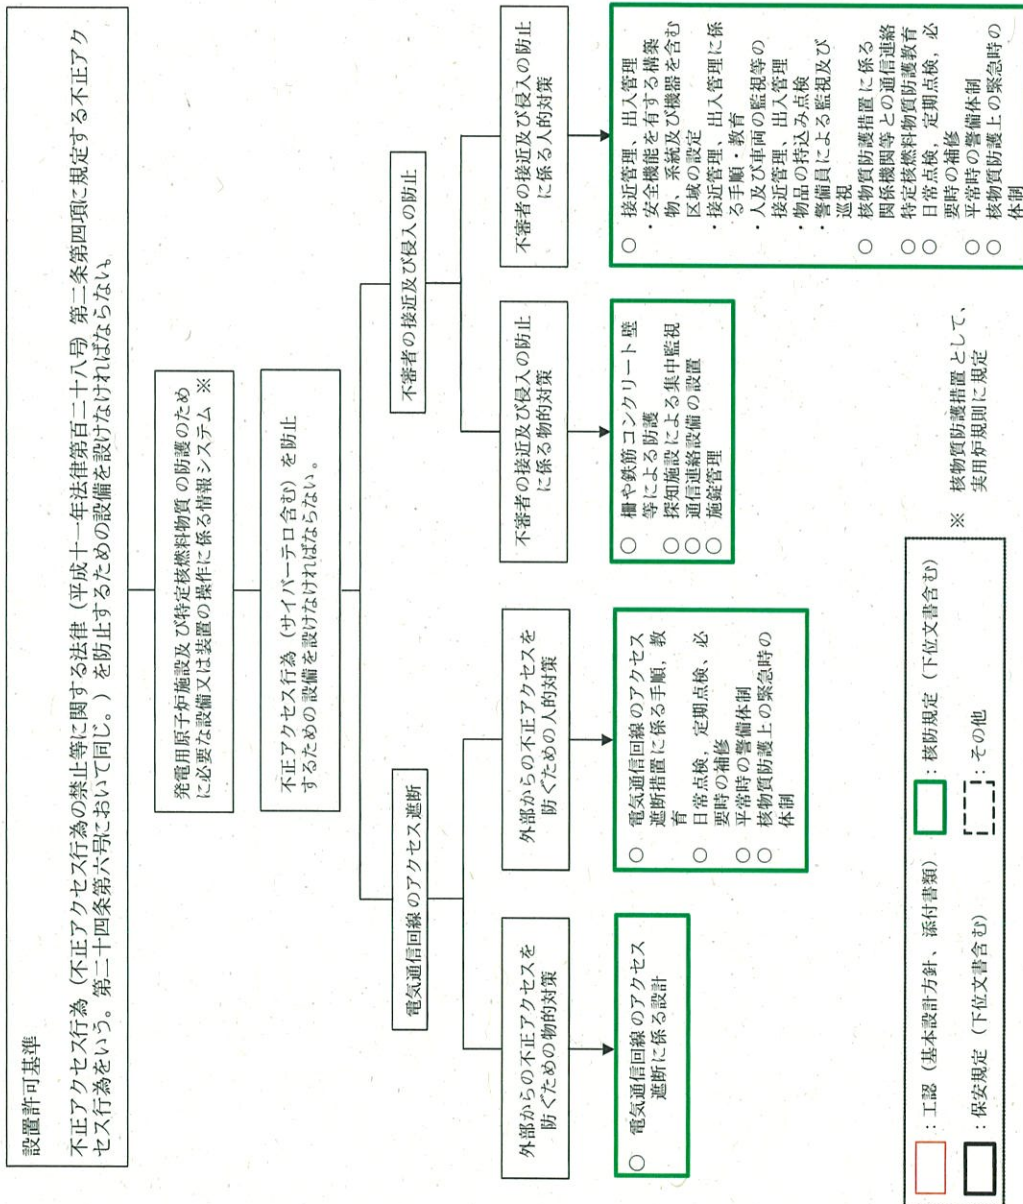 設置許可基準
不正アクセス行為（不正アクセス行為の禁止等に関する法律（平成十一年法律第百二十八号）第二条第四項に規定する不正アク
セス行為をいう。第二十四条第六号において同じ。）を防止するための設備を設けなければならない。
発電用原子炉施設及び特定核燃料物質の防護のため
に必要な設備又は装置の操作に係る情報システム ※
不正アクセス行為（サイバーテロ含む）を防止
するための設備を設けなければならない。
電気通信回線のアクセス遮断
不審者の接近及び侵入の防止
外部からの不正アクセスを
防ぐための物的対策
外部からの不正アクセスを
防ぐための人的対策
不審者の接近及び侵入の防止
に係る物的対策
不審者の接近及び侵入の防止
に係る人的対策
○ 電気通信回線のアクセス
遮断に係る設計
○ 電気通信回線のアクセス
遮断措置に係る手順，教
育
○ 日常点検，定期点検、必
要時の補修
○ 平常時の警備体制
○ 核物質防護上の緊急時の
体制
○ 柵や鉄筋コンクリート壁
等による防護
○ 探知施設による集中監視
○ 通信連絡設備の設置
○ 施錠管理
○ 接近管理、出入管理
・安全機能を有する構築
物、系統及び機器を含む
区域の設定
・接近管理、出入管理に係
る手順・教育
・人及び車両の監視等の
接近管理、出入管理
・物品の持込み点検
・警備員による監視及び
巡視
○ 核物質防護措置に係る
関係機関等との通信連絡
○ 特定核燃料物質防護教育
○ 日常点検，定期点検，必
要時の補修
○ 平常時の警備体制
○ 核物質防護上の緊急時の
体制
※ 核物質防護措置として、
実用炉規則に規定
：工認（基本設計方針、添付書類）
：核防規定（下位文書含む）
：保安規定（下位文書含む）
：その他